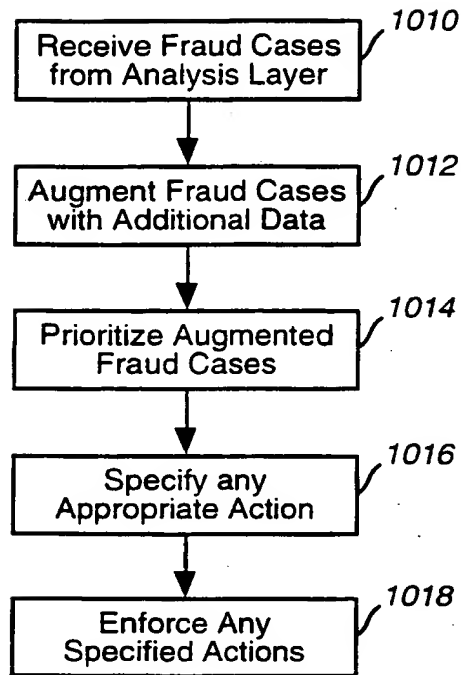 1010
Receive Fraud Cases
from Analysis Layer
1012
Augment Fraud Cases
with Additional Data
1014
Prioritize Augmented
Fraud Cases
1016
Specify any
Appropriate Action
1018
Enforce Any
Specified Actions